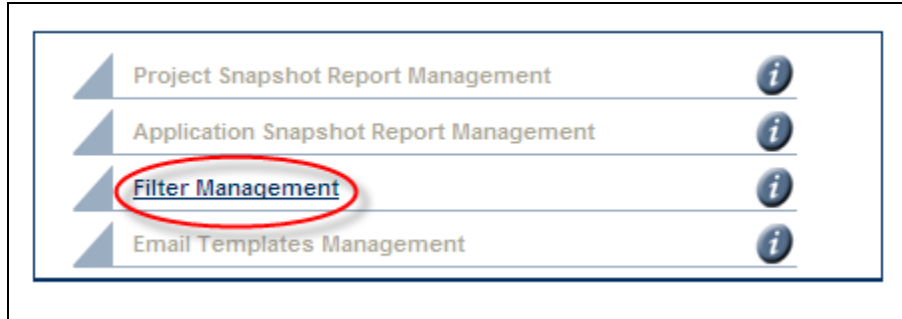 Project Snapshot Report Management i
Application Snapshot Report Management i
Filter Management i
Email Templates Management i